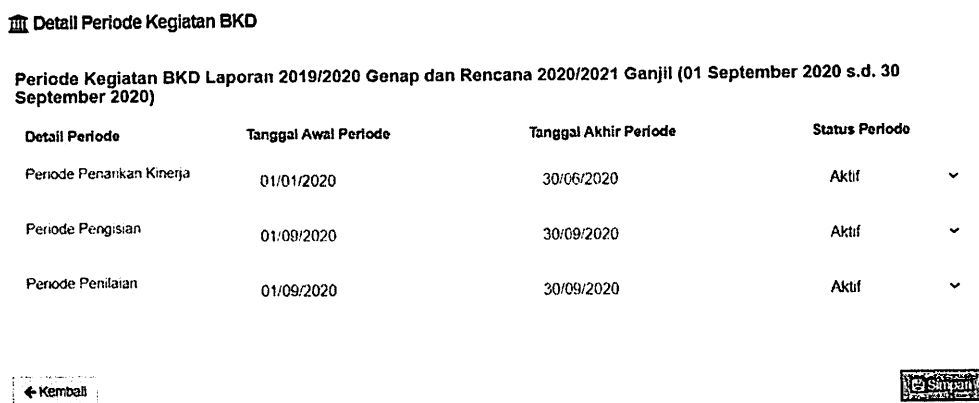 Detail Periode Kegiatan BKD
Periode Kegiatan BKD Laporan 2019/2020 Genap dan Rencana 2020/2021 Ganjil (01 September 2020 s.d. 30
September 2020)
Detail Periode Tanggal Awal Periode Tanggal Akhir Periode Status Periode
Periode Penarikan Kinerja 01/01/2020 30/06/2020 Aktif
Periode Pengisian 01/09/2020 30/09/2020 Aktif
Periode Penilaian 01/09/2020 30/09/2020 Aktif
Kembali Simpan